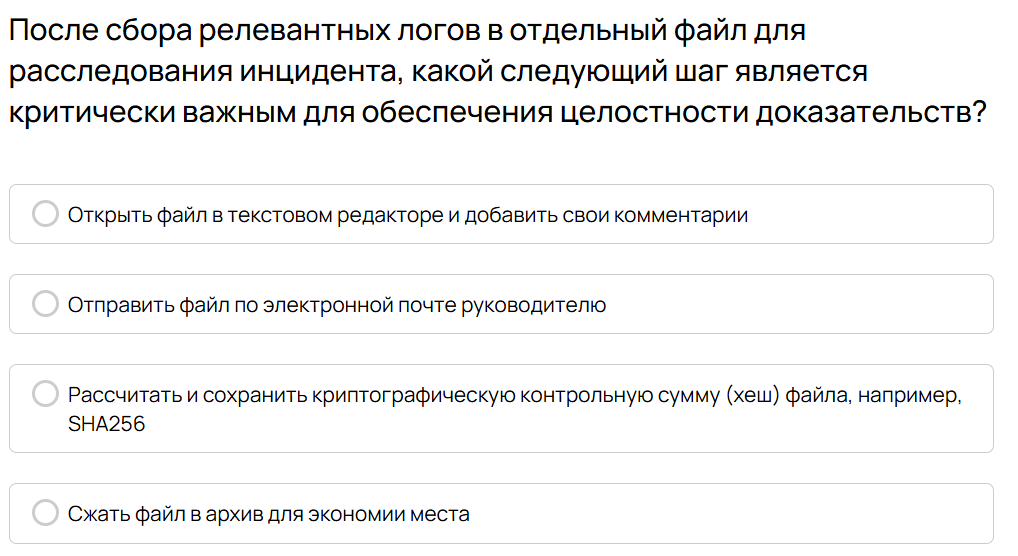 После сбора релевантных логов в отдельный файл для
расследования инцидента, какой следующий шаг является
критически важным для обеспечения целостности доказательств?
Открыть файл в текстовом редакторе и добавить свои комментарии
Отправить файл по электронной почте руководителю
Рассчитать и сохранить криптографическую контрольную сумму (хеш) файла, например,
SHA256
Сжать файл в архив для экономии места